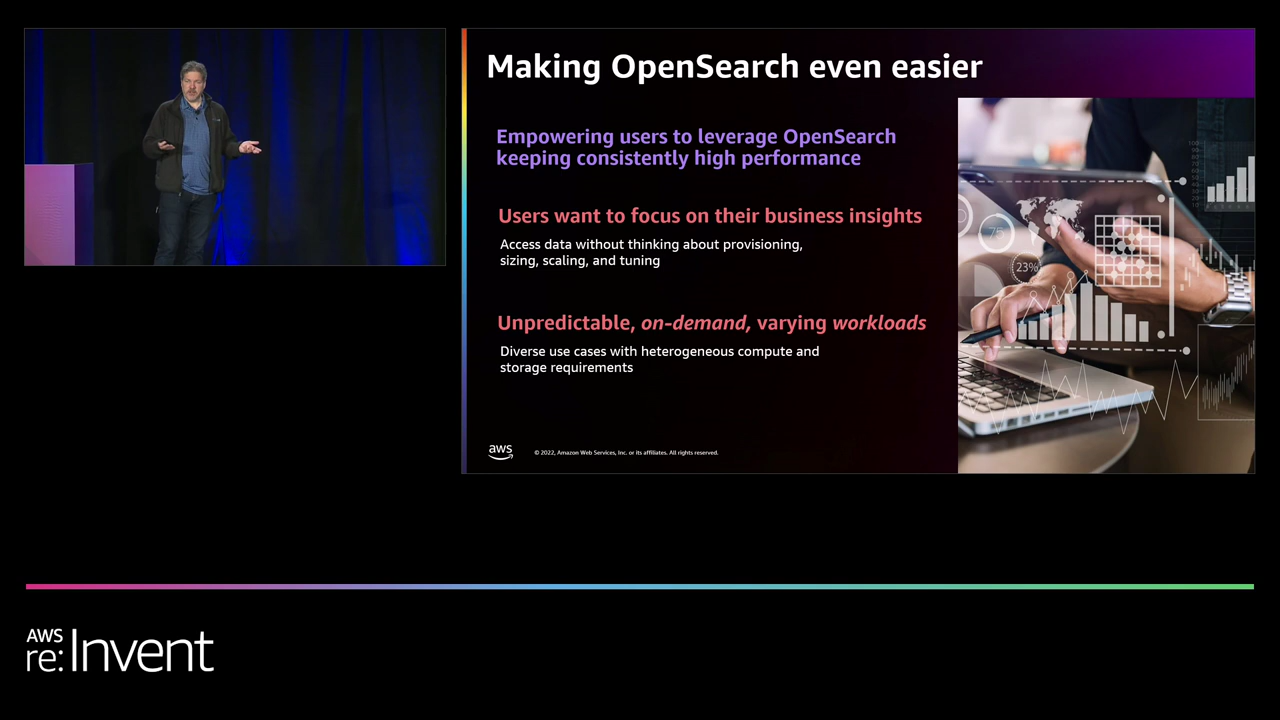 Making OpenSearch even easier
Empowering users to leverage OpenSearch
keeping consistently high performance
Users want to focus on their business insights
Access data without thinking about provisioning,
sizing, scaling, and tuning
Unpredictable, on-demand, varying workloads
Diverse use cases with heterogeneous compute and
storage requirements
23%
aws
© 2022, Amazon Web Services, Inc. or its affiliates. All rights reserved.
AWS
re:Invent